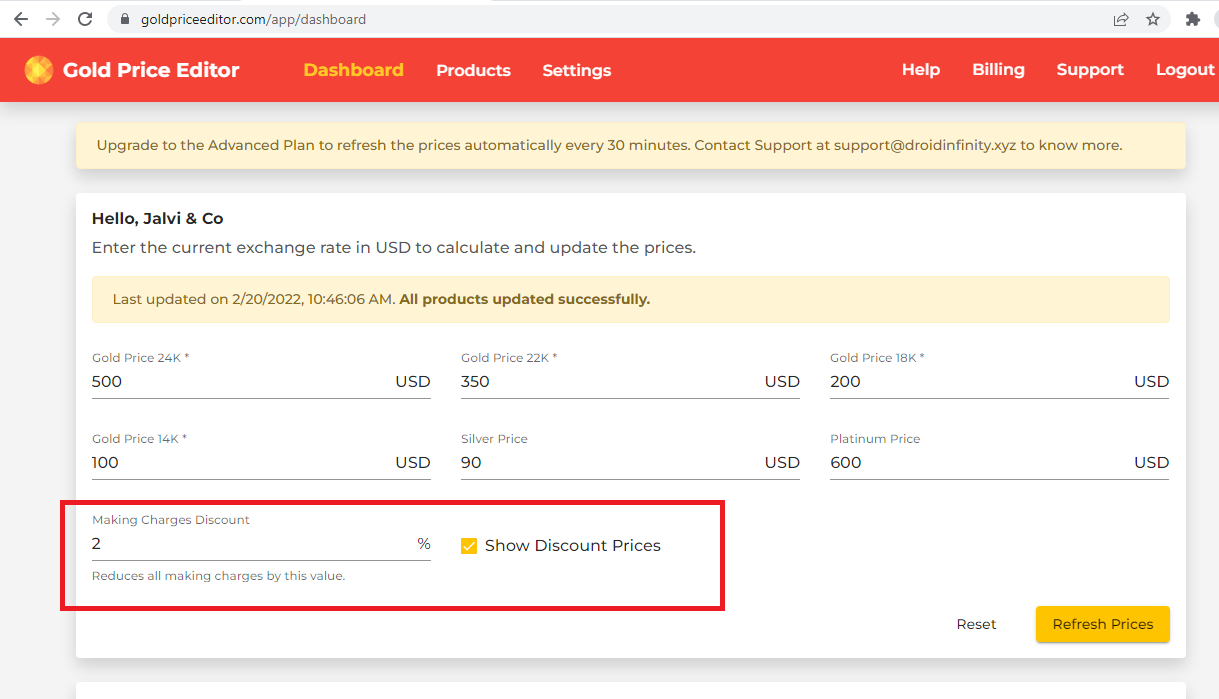 goldpriceeditor.com/app/dashboard
Gold Price Editor Dashboard Products Settings Help Billing Support Logout
Upgrade to the Advanced Plan to refresh the prices automatically every 30 minutes. Contact Support at support@droidinfinity.xyz to know more.
Hello, Jalvi & Co
Enter the current exchange rate in USD to calculate and update the prices.
Last updated on 2/20/2022, 10:46:06 AM. All products updated successfully.
Gold Price 24K * Gold Price 22K * Gold Price 18K *
500 USD 350 USD 200 USD
Gold Price 14K * Silver Price Platinum Price
100 USD 90 USD 600 USD
Making Charges Discount
2 % Show Discount Prices
Reduces all making charges by this value.
Reset Refresh Prices